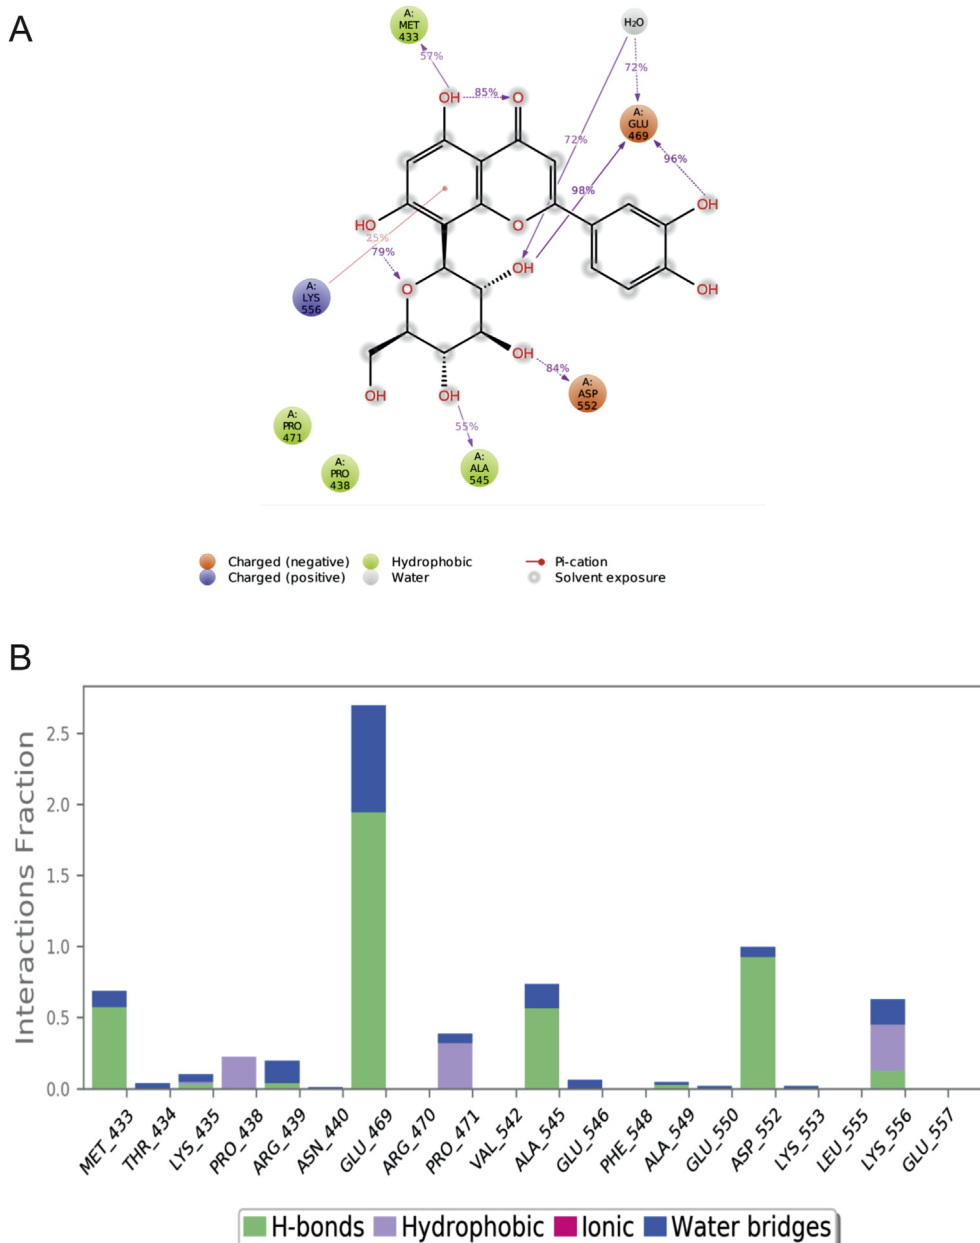 A
A:
MET
433
57%
H₂O
72%
OH
85%
O
A:
GLU
469
72%
96%
98%
OH
HO
25%
79%
O
OH
O
OH
A:
LYS
556
OH
84%
A:
ASP
552
OH
OH
55%
A:
PRO
471
A:
PRO
438
A:
ALA
545
Charged (negative)
Hydrophobic
Pi-cation
Charged (positive)
Water
Solvent exposure
B
Interactions Fraction
2.5
2.0
1.5
1.0
0.5
0.0
MET_433
THR_434
LYS_435
PRO_438
ARG_439
ASN_440
GLU_469
ARG_470
PRO_471
VAL_542
ALA_545
GLU_546
PHE_548
ALA_549
GLU_550
ASP_552
LYS_553
LEU_555
LYS_556
GLU_557
H-bonds Hydrophobic Ionic Water bridges